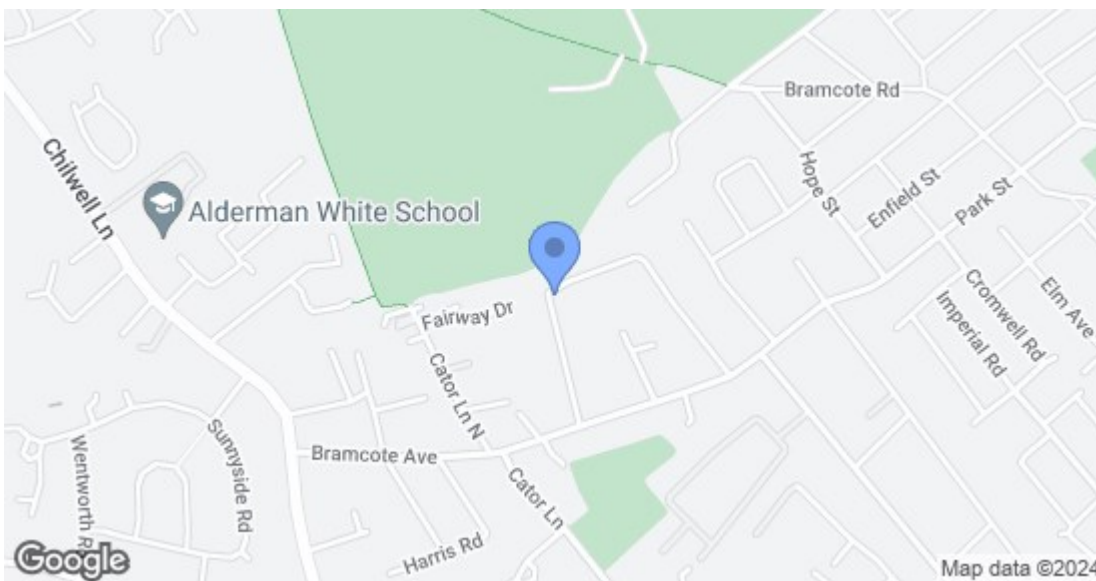 Bramcote Rd
Chilwell Ln
Hope St
Enfield St
Park St
Alderman White School
Fairway Dr
Cromwell Rd
Elm Ave
Imperial Rd
Cator Ln N
Sunnyside Rd
Wentworth R
Bramcote Ave
Cator Ln
Harris Rd
Google
Map data ©2024